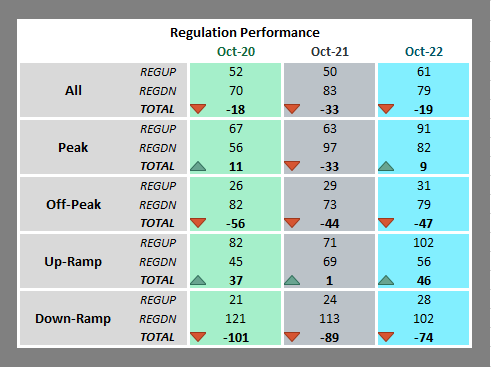 Regulation Performance
Oct-20 Oct-21 Oct-22
All REGUP 52 50 61
REGDN 70 83 79
TOTAL -18 -33 -19
Peak REGUP 67 63 91
REGDN 56 97 82
TOTAL 11 -33 9
Off-Peak REGUP 26 29 31
REGDN 82 73 79
TOTAL -56 -44 -47
Up-Ramp REGUP 82 71 102
REGDN 45 69 56
TOTAL 37 1 46
Down-Ramp REGUP 21 24 28
REGDN 121 113 102
TOTAL -101 -89 -74